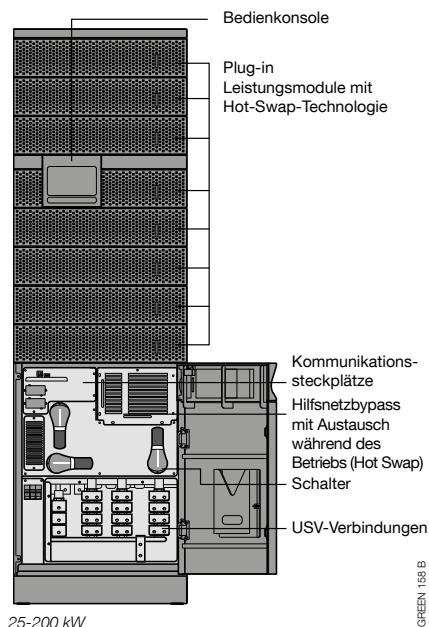 Bedienkonsole
Plug-in
Leistungsmodule mit
Hot-Swap-Technologie
Kommunikations-
steckplätze
Hilfsnetzbypass
mit Austausch
während des
Betriebs (Hot Swap)
Schalter
USV-Verbindungen
GREEN 158 B
25-200 kW